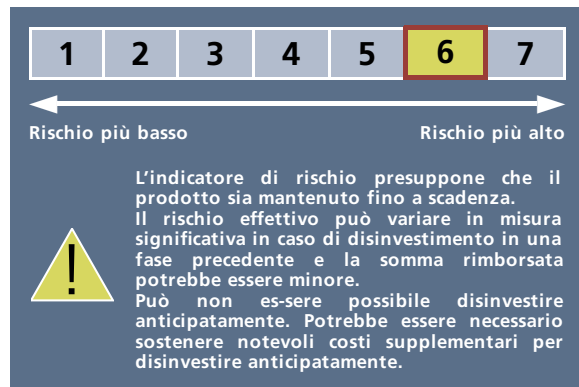 1 2 3 4 5 6 7
Rischio più basso Rischio più alto
L'indicatore di rischio presuppone che il
prodotto sia mantenuto fino a scadenza.
Il rischio effettivo può variare in misura
significativa in caso di disinvestimento in una
fase precedente e la somma rimborsata
potrebbe essere minore.
Può non es-sere possibile disinvestire
anticipatamente. Potrebbe essere necessario
sostenere notevoli costi supplementari per
disinvestire anticipatamente.
!